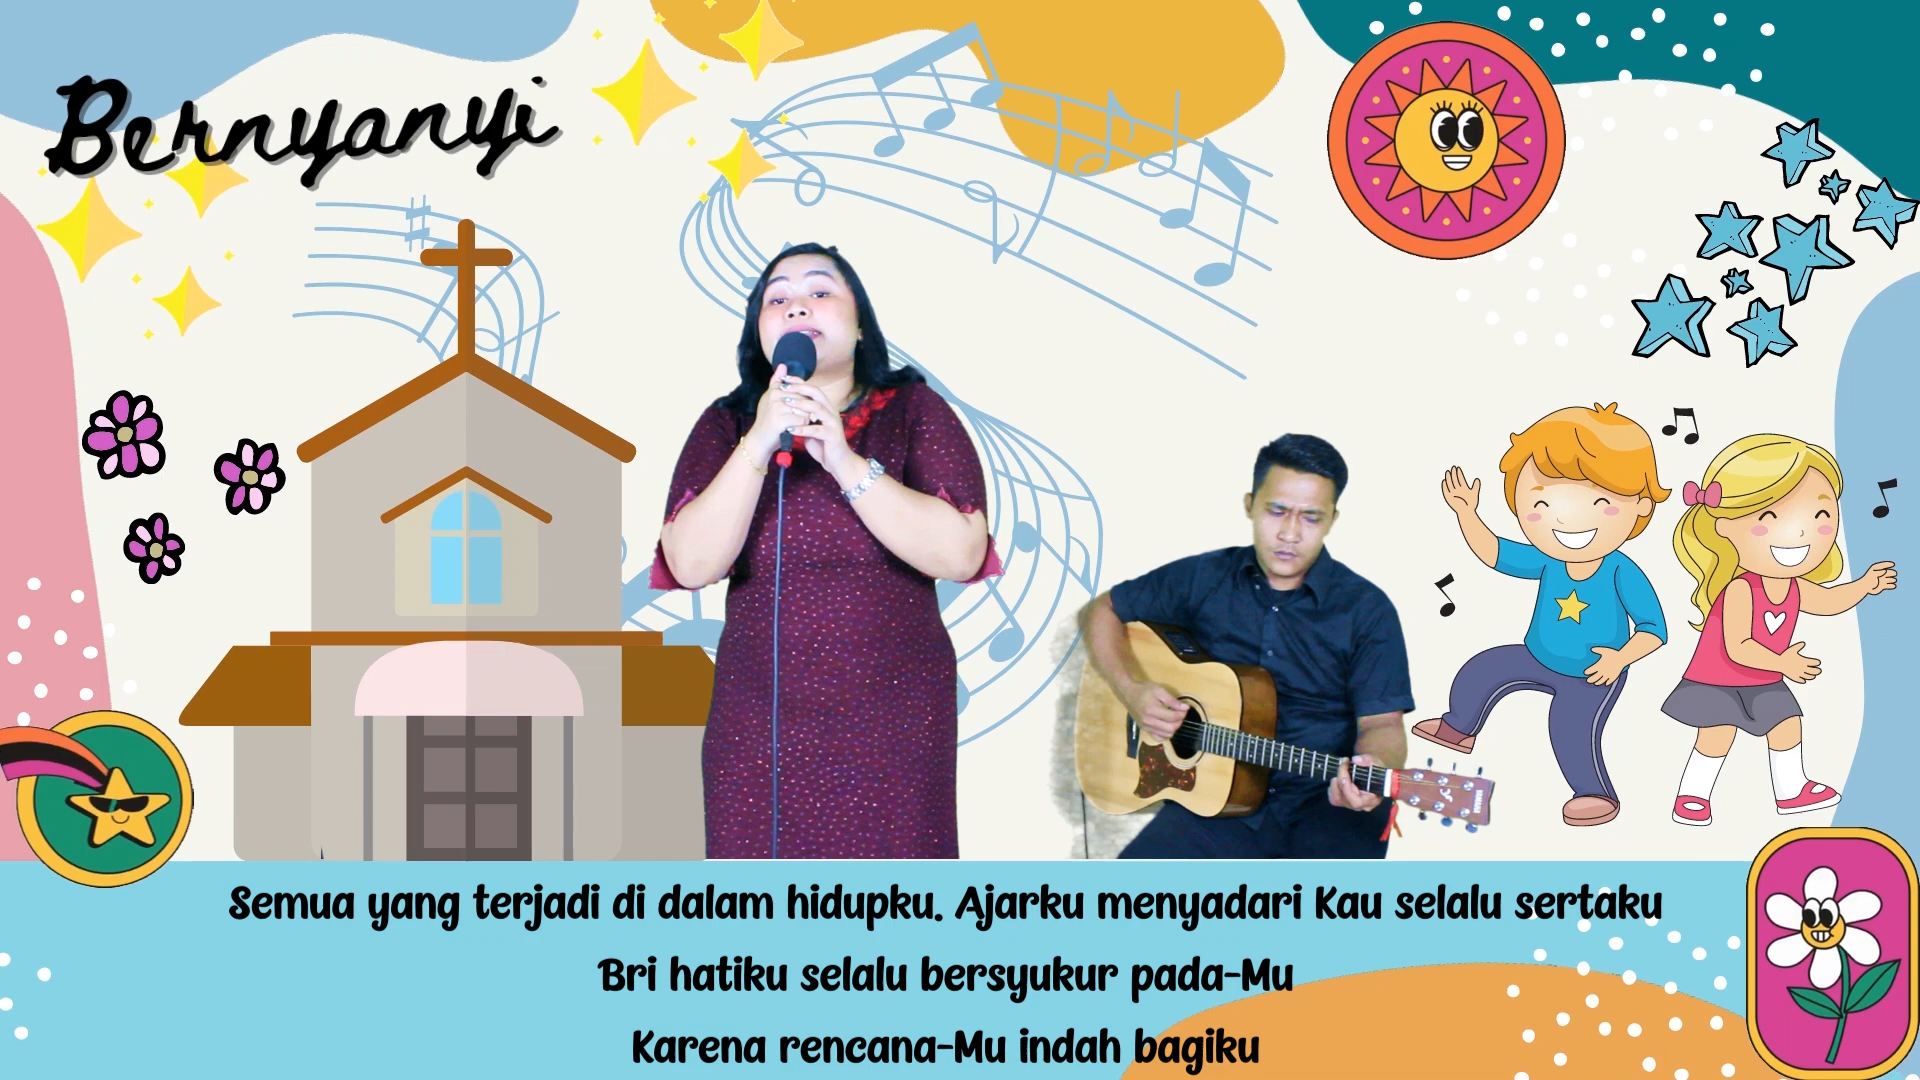 Bernyanyi
Semua yang terjadi di dalam hidupku. Ajarku menyadari Kau selalu sertaku
Bri hatiku selalu bersyukur pada-Mu
Karena rencana-Mu indah bagiku